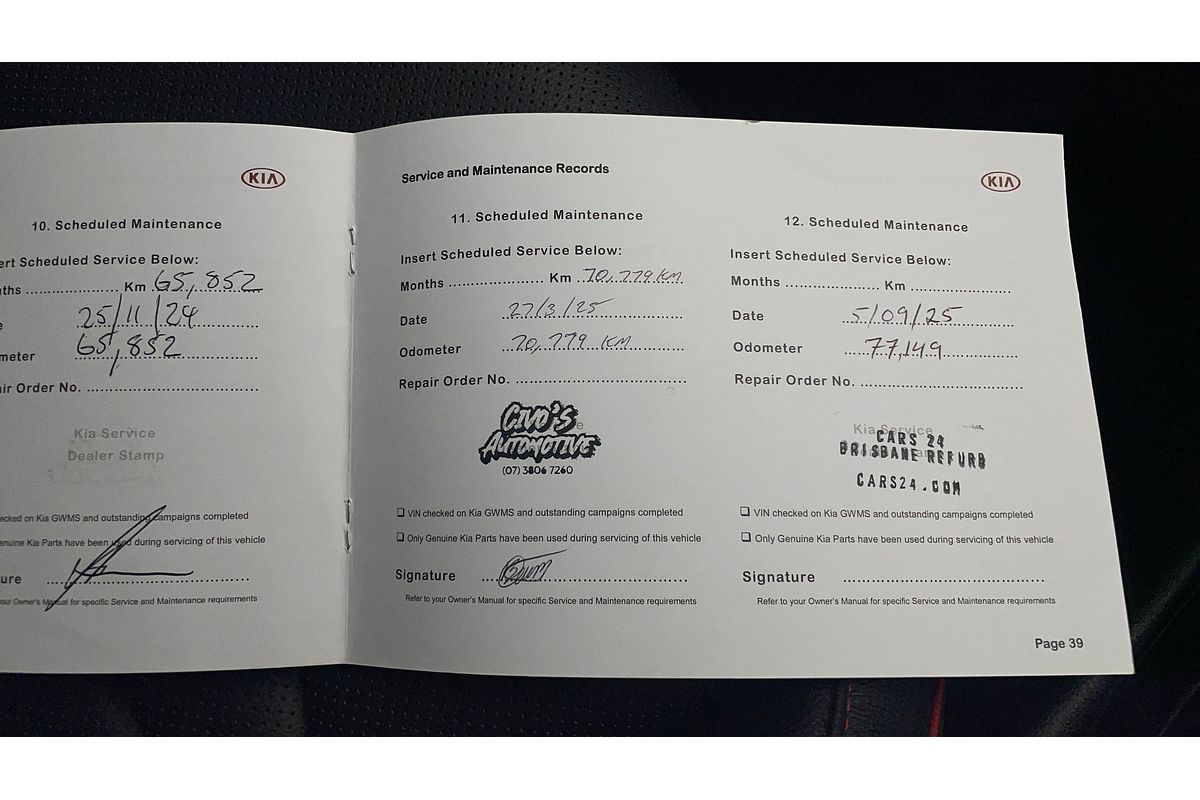 KIA
10. Scheduled Maintenance
ert Scheduled Service Below:
ths .................... Km 65,852
25/11/24
meter 65,852
air Order No. ....................
Kia Service
Dealer Stamp
ecked on Kia GWMS and outstanding campaigns completed
enuine Kia Parts have been used during servicing of this vehicle
ure ....................
your Owner's Manual for specific Service and Maintenance requirements
Service and Maintenance Records
KIA
11. Scheduled Maintenance
Insert Scheduled Service Below:
Months .................... Km 70,779 KM
Date 27/3/25
Odometer 70,779 KM
Repair Order No. ....................
CIVO'S
AUTOMOTIVE
(07) 3806 7260
❑ VIN checked on Kia GWMS and outstanding campaigns completed
❑ Only Genuine Kia Parts have been used during servicing of this vehicle
Signature ....................
Refer to your Owner's Manual for specific Service and Maintenance requirements
12. Scheduled Maintenance
Insert Scheduled Service Below:
Months .................... Km ....................
Date 5/09/25
Odometer 77,149
Repair Order No. ....................
Kia Service
CARS 24
BRISBANE REFURB
CARS24.COM
❑ VIN checked on Kia GWMS and outstanding campaigns completed
❑ Only Genuine Kia Parts have been used during servicing of this vehicle
Signature ....................
Refer to your Owner's Manual for specific Service and Maintenance requirements
Page 39